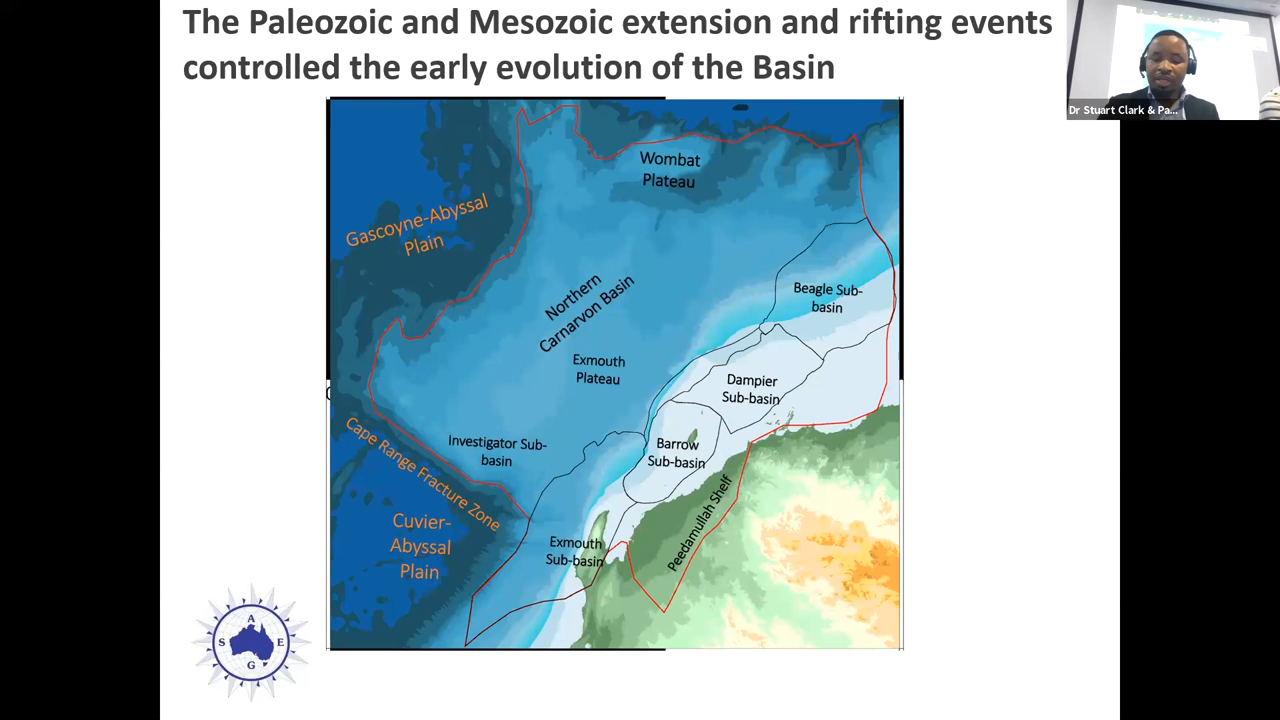 The Paleozoic and Mesozoic extension and rifting events
controlled the early evolution of the Basin
Dr Stuart Clark & Pa...
Wombat
Plateau
Gascoyne-Abyssal
Plain
Northern
Carnarvon Basin
Beagle Sub-
basin
Exmouth
Plateau
Dampier
Sub-basin
Investigator Sub-
basin
Barrow
Sub-basin
Cape Range Fracture Zone
Peedamullah Shelf
Cuvier-
Abyssal
Plain
Exmouth
Sub-basin
A
S E
G